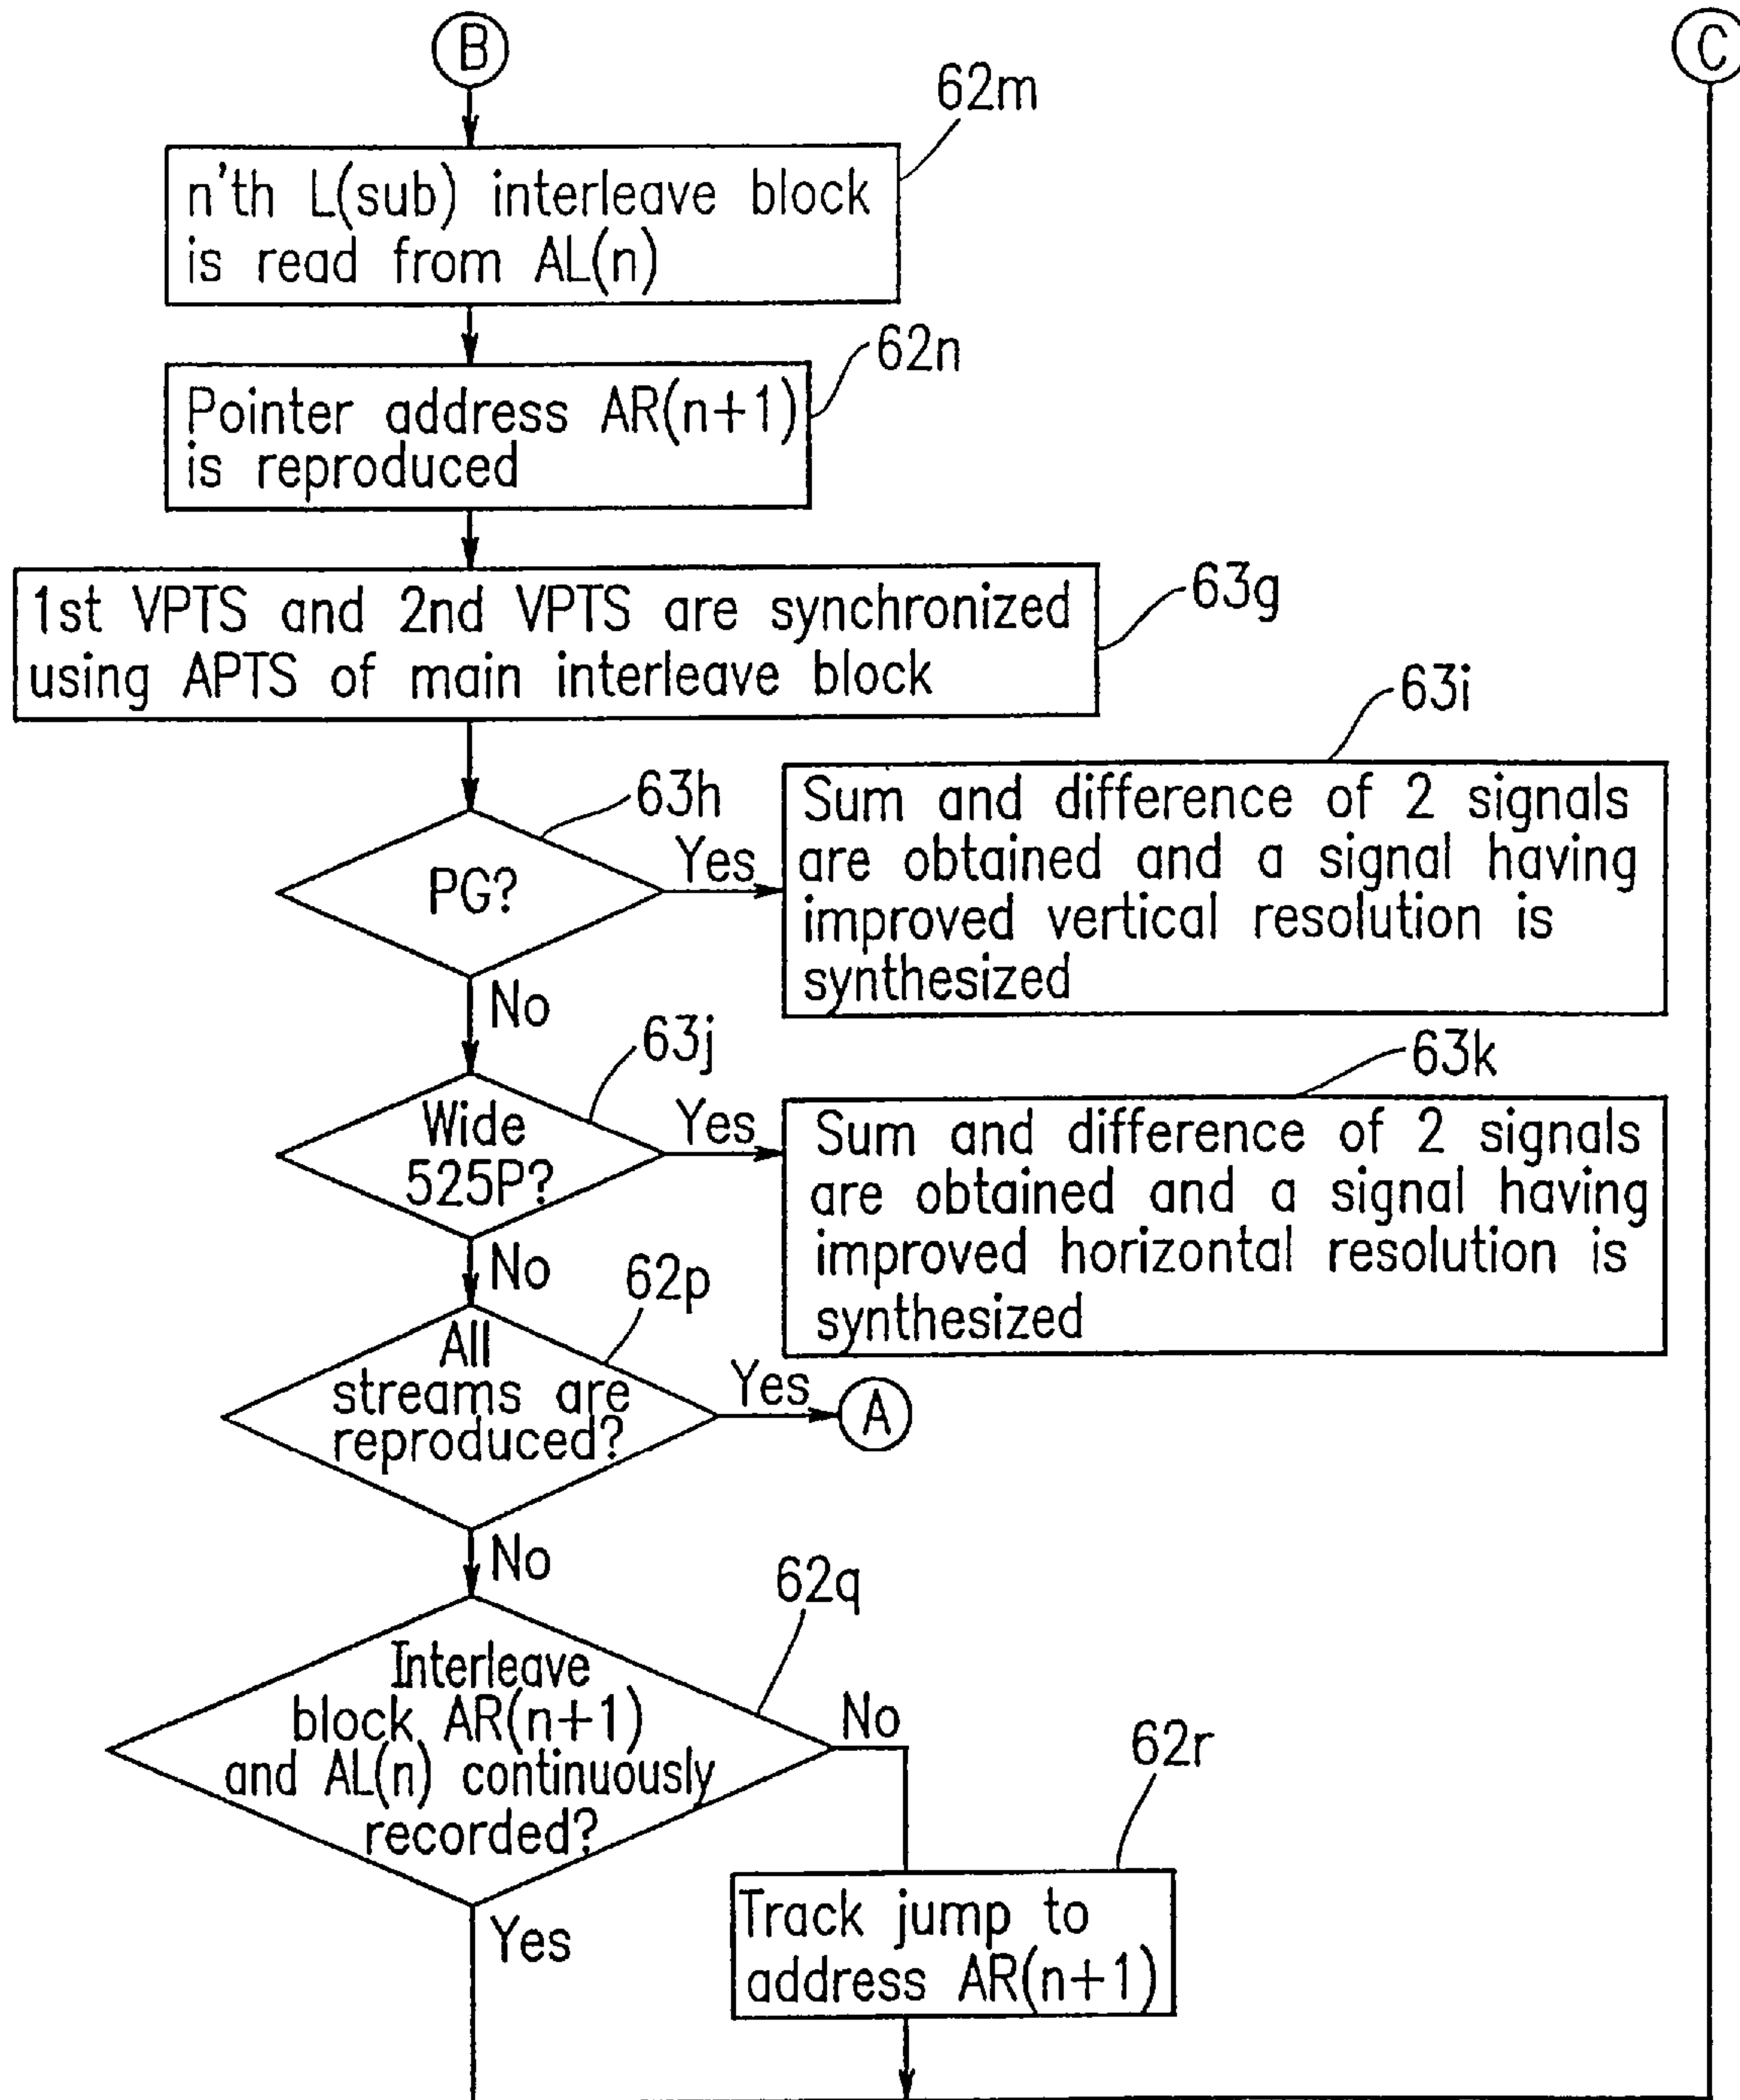 B
C
62m
n'th L(sub) interleave block
is read from AL(n)
62n
Pointer address AR(n+1)
is reproduced
63g
1st VPTS and 2nd VPTS are synchronized
using APTS of main interleave block
63h
PG?
Yes
No
63i
Sum and difference of 2 signals
are obtained and a signal having
improved vertical resolution is
synthesized
63j
Wide
525P?
Yes
No
63k
Sum and difference of 2 signals
are obtained and a signal having
improved horizontal resolution is
synthesized
62p
All
streams are
reproduced?
Yes
A
No
62q
Interleave
block AR(n+1)
and AL(n) continuously
recorded?
No
Yes
62r
Track jump to
address AR(n+1)